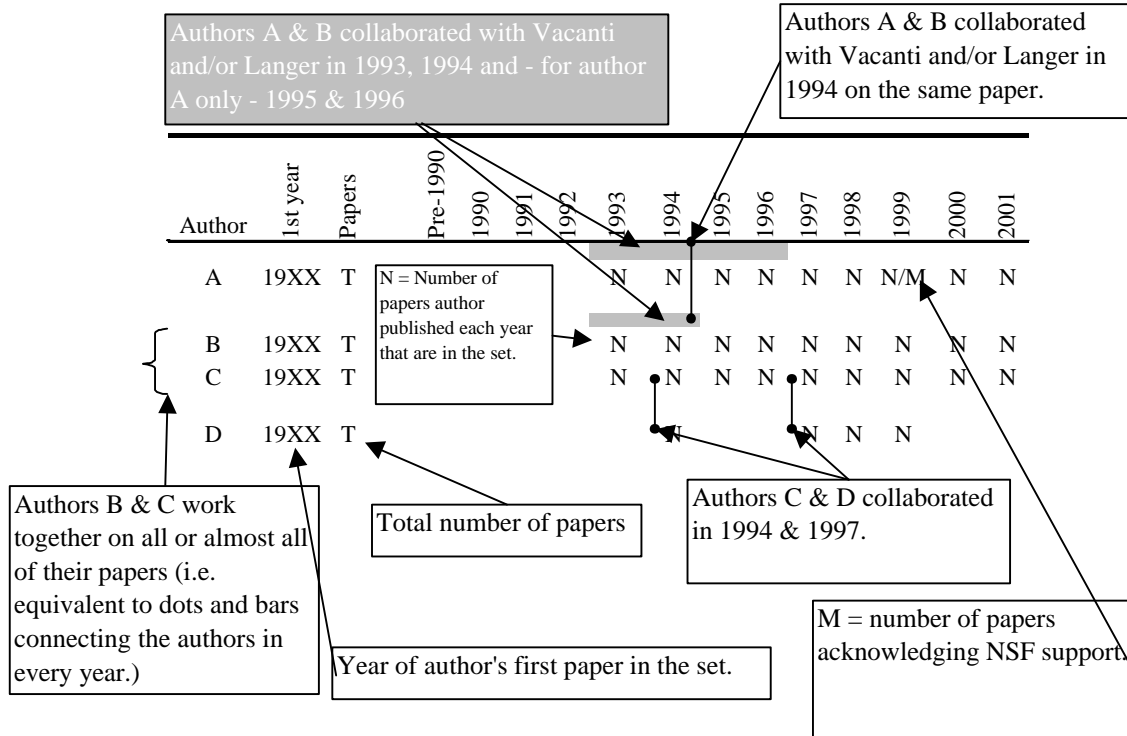 Authors A & B collaborated with Vacanti
and/or Langer in 1993, 1994 and - for author
A only - 1995 & 1996
Authors A & B collaborated
with Vacanti and/or Langer in
1994 on the same paper.
Author 1st year Papers Pre-1990 1990 1991 1992 1993 1994 1995 1996 1997 1998 1999 2000 2001
A 19XX T N N N N N N N/M N N
N = Number of
papers author
published each year
that are in the set.
B 19XX T N N N N N N N N N
C 19XX T N N N N N N N N N
D 19XX T N N N N
Authors B & C work
together on all or almost all
of their papers (i.e.
equivalent to dots and bars
connecting the authors in
every year.)
Total number of papers
Authors C & D collaborated
in 1994 & 1997.
Year of author's first paper in the set.
M = number of papers
acknowledging NSF support.